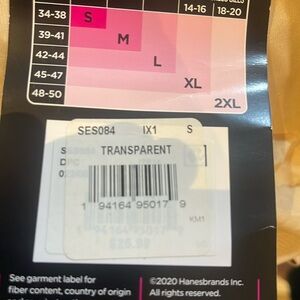 14-16 18-20
34-38 S
39-41 M
42-44 L
45-47 XL
48-50 2XL
SES084 IX1 S
TRANSPARENT
1 94164 95017 9
KM1
See garment label for
fiber content, country of origin
©2020 Hanesbrands Inc.
All rights reserved.